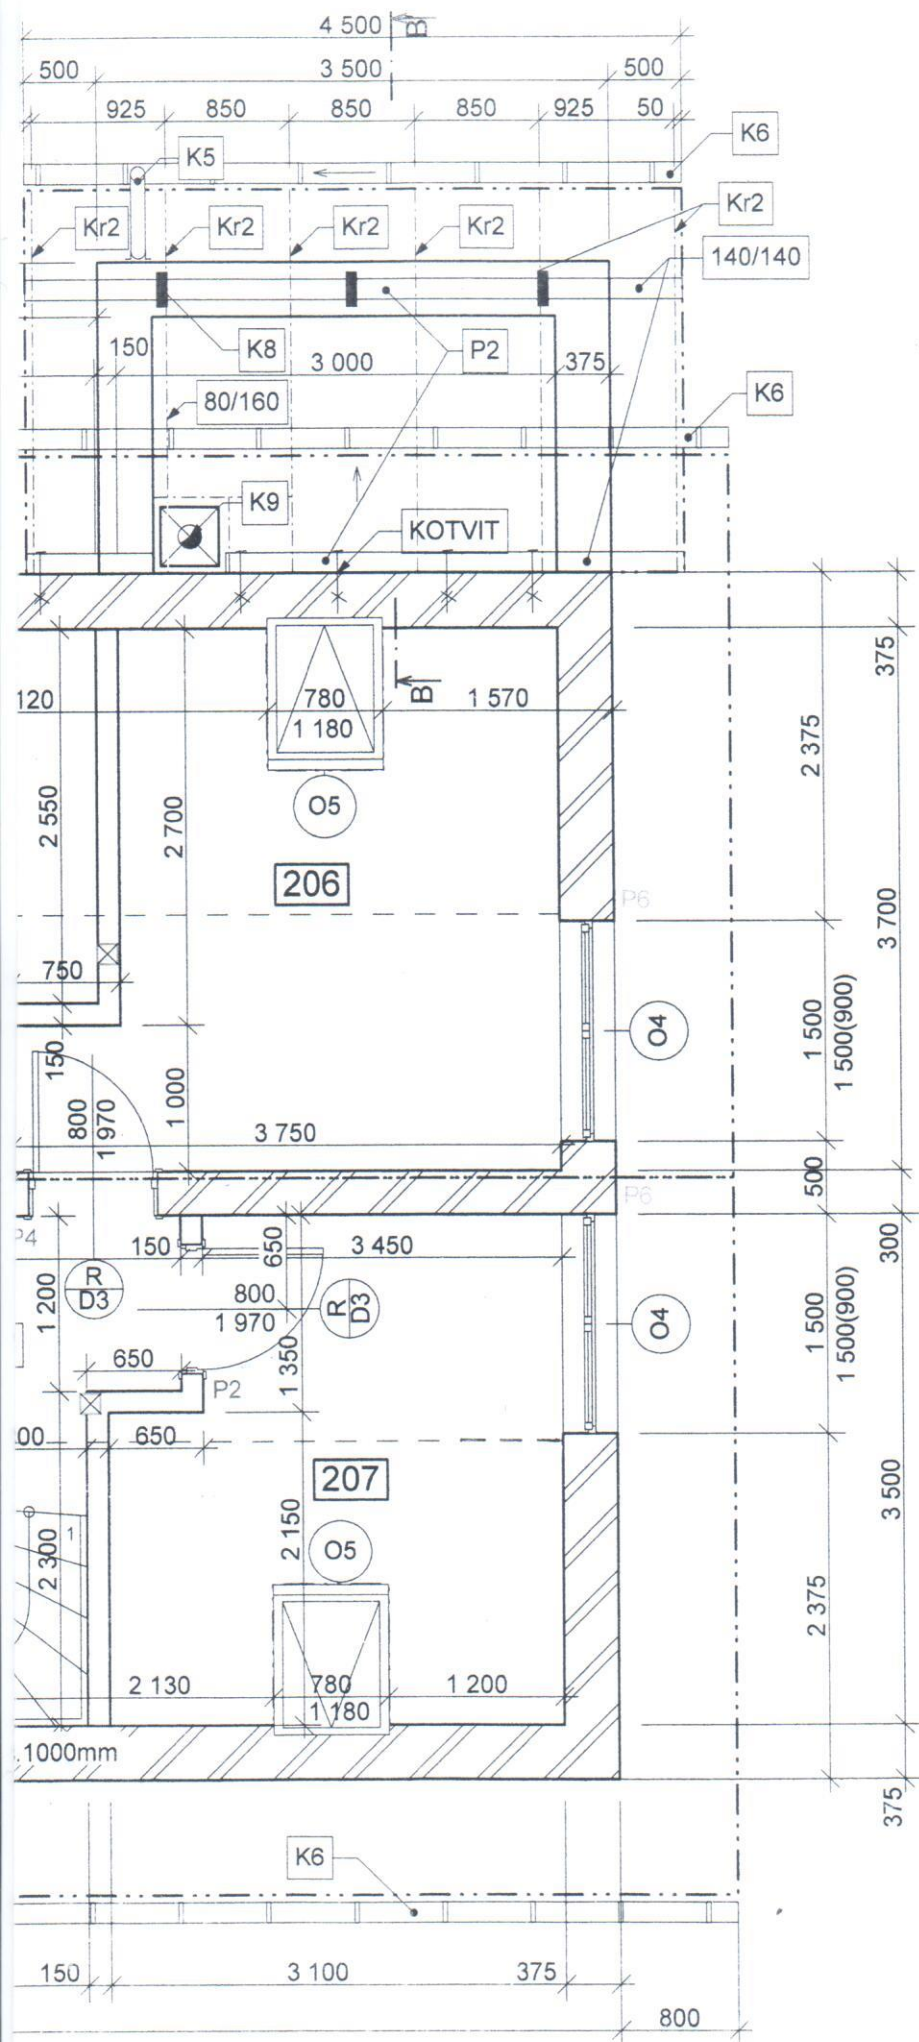 4 500
B
500 3 500 500
925 850 850 850 925 50
K5 K6
Kr2 Kr2 Kr2 Kr2 Kr2
140/140
K8 P2
150 3 000 375
80/160 K6
K9 KOTVIT
375
120 780 B 1 570
1 180
2 375
O5
2 550 2 700
206
P6
3 700
750
1 500
1 500(900)
O4
150
800
1 970
1 000
3 750
500
P6
P4
150 650 3 450
300
R
D3
1 200
800
1 970
R
D3
O4
1 500
1 500(900)
650 1 350
P2
00 650
207
3 500
1
2 300 2 150
O5
2 375
2 130 780 1 200
1 180
.1000mm
375
K6
150 3 100 375
800